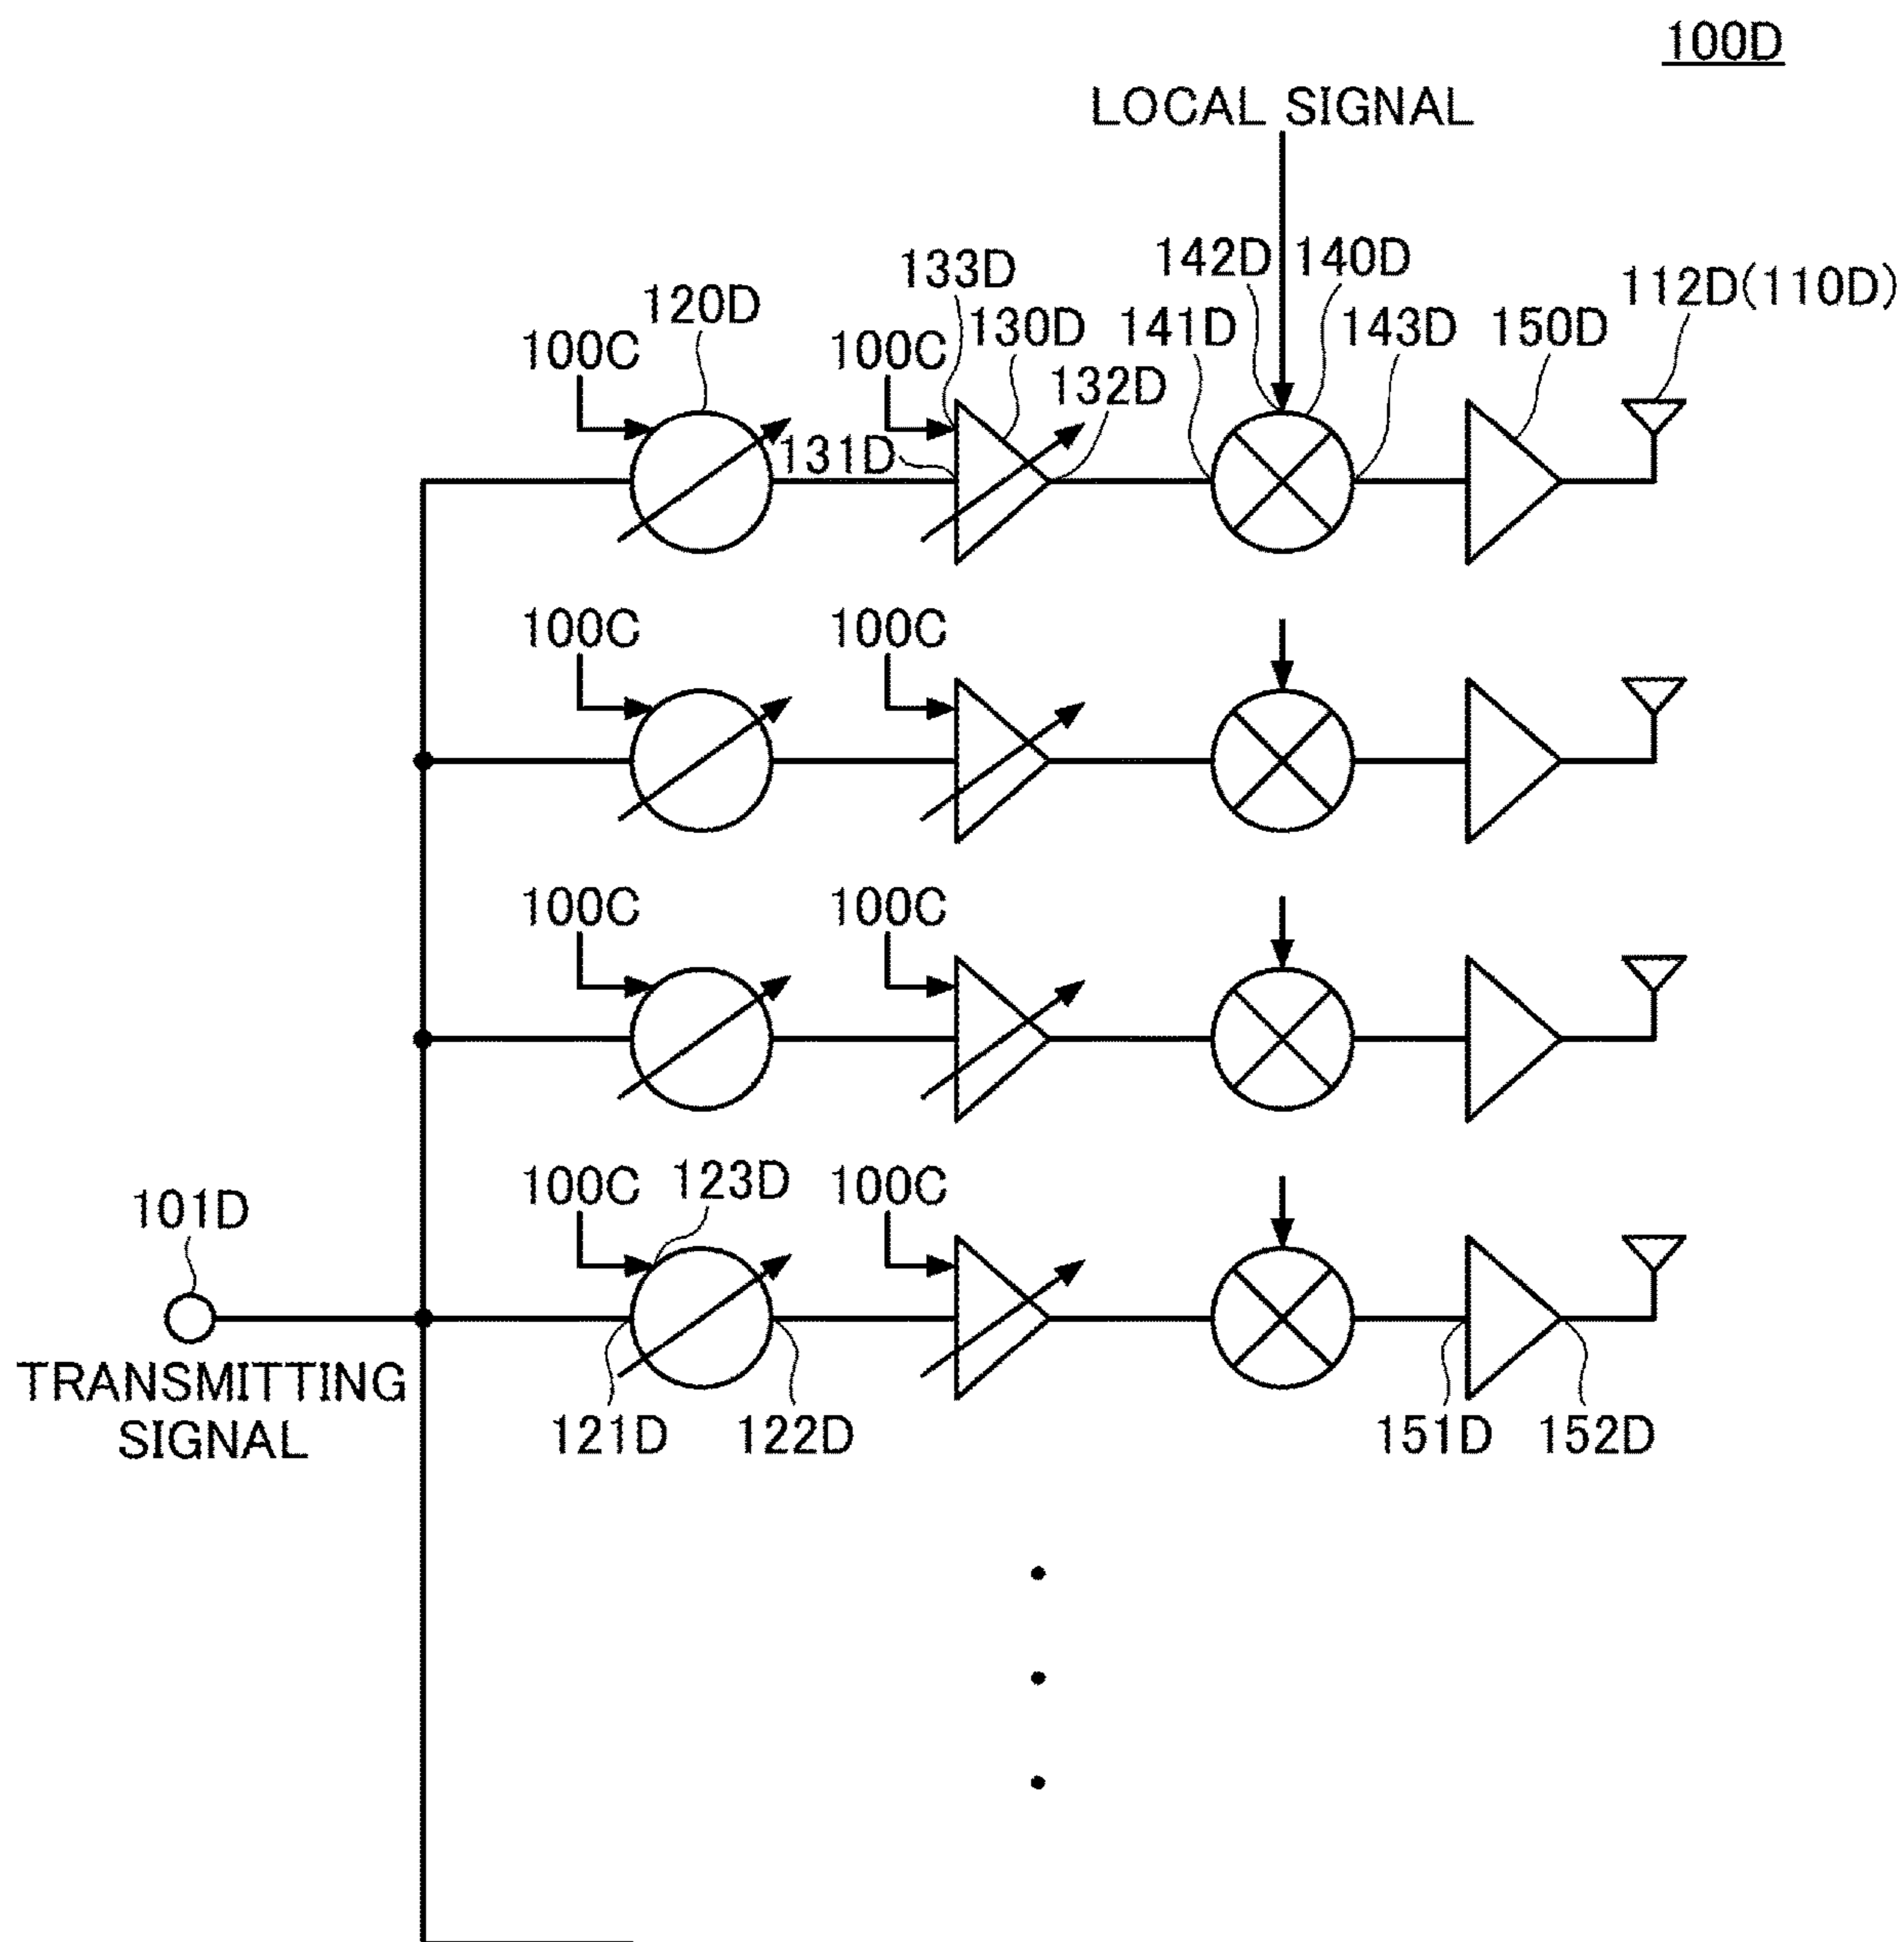 100D
LOCAL SIGNAL
133D
142D
140D
112D(110D)
120D
100C
100C
130D
141D
143D
150D
132D
131D
100C
100C
100C
100C
100C
123D
100C
101D
TRANSMITTING
SIGNAL
121D
122D
151D
152D